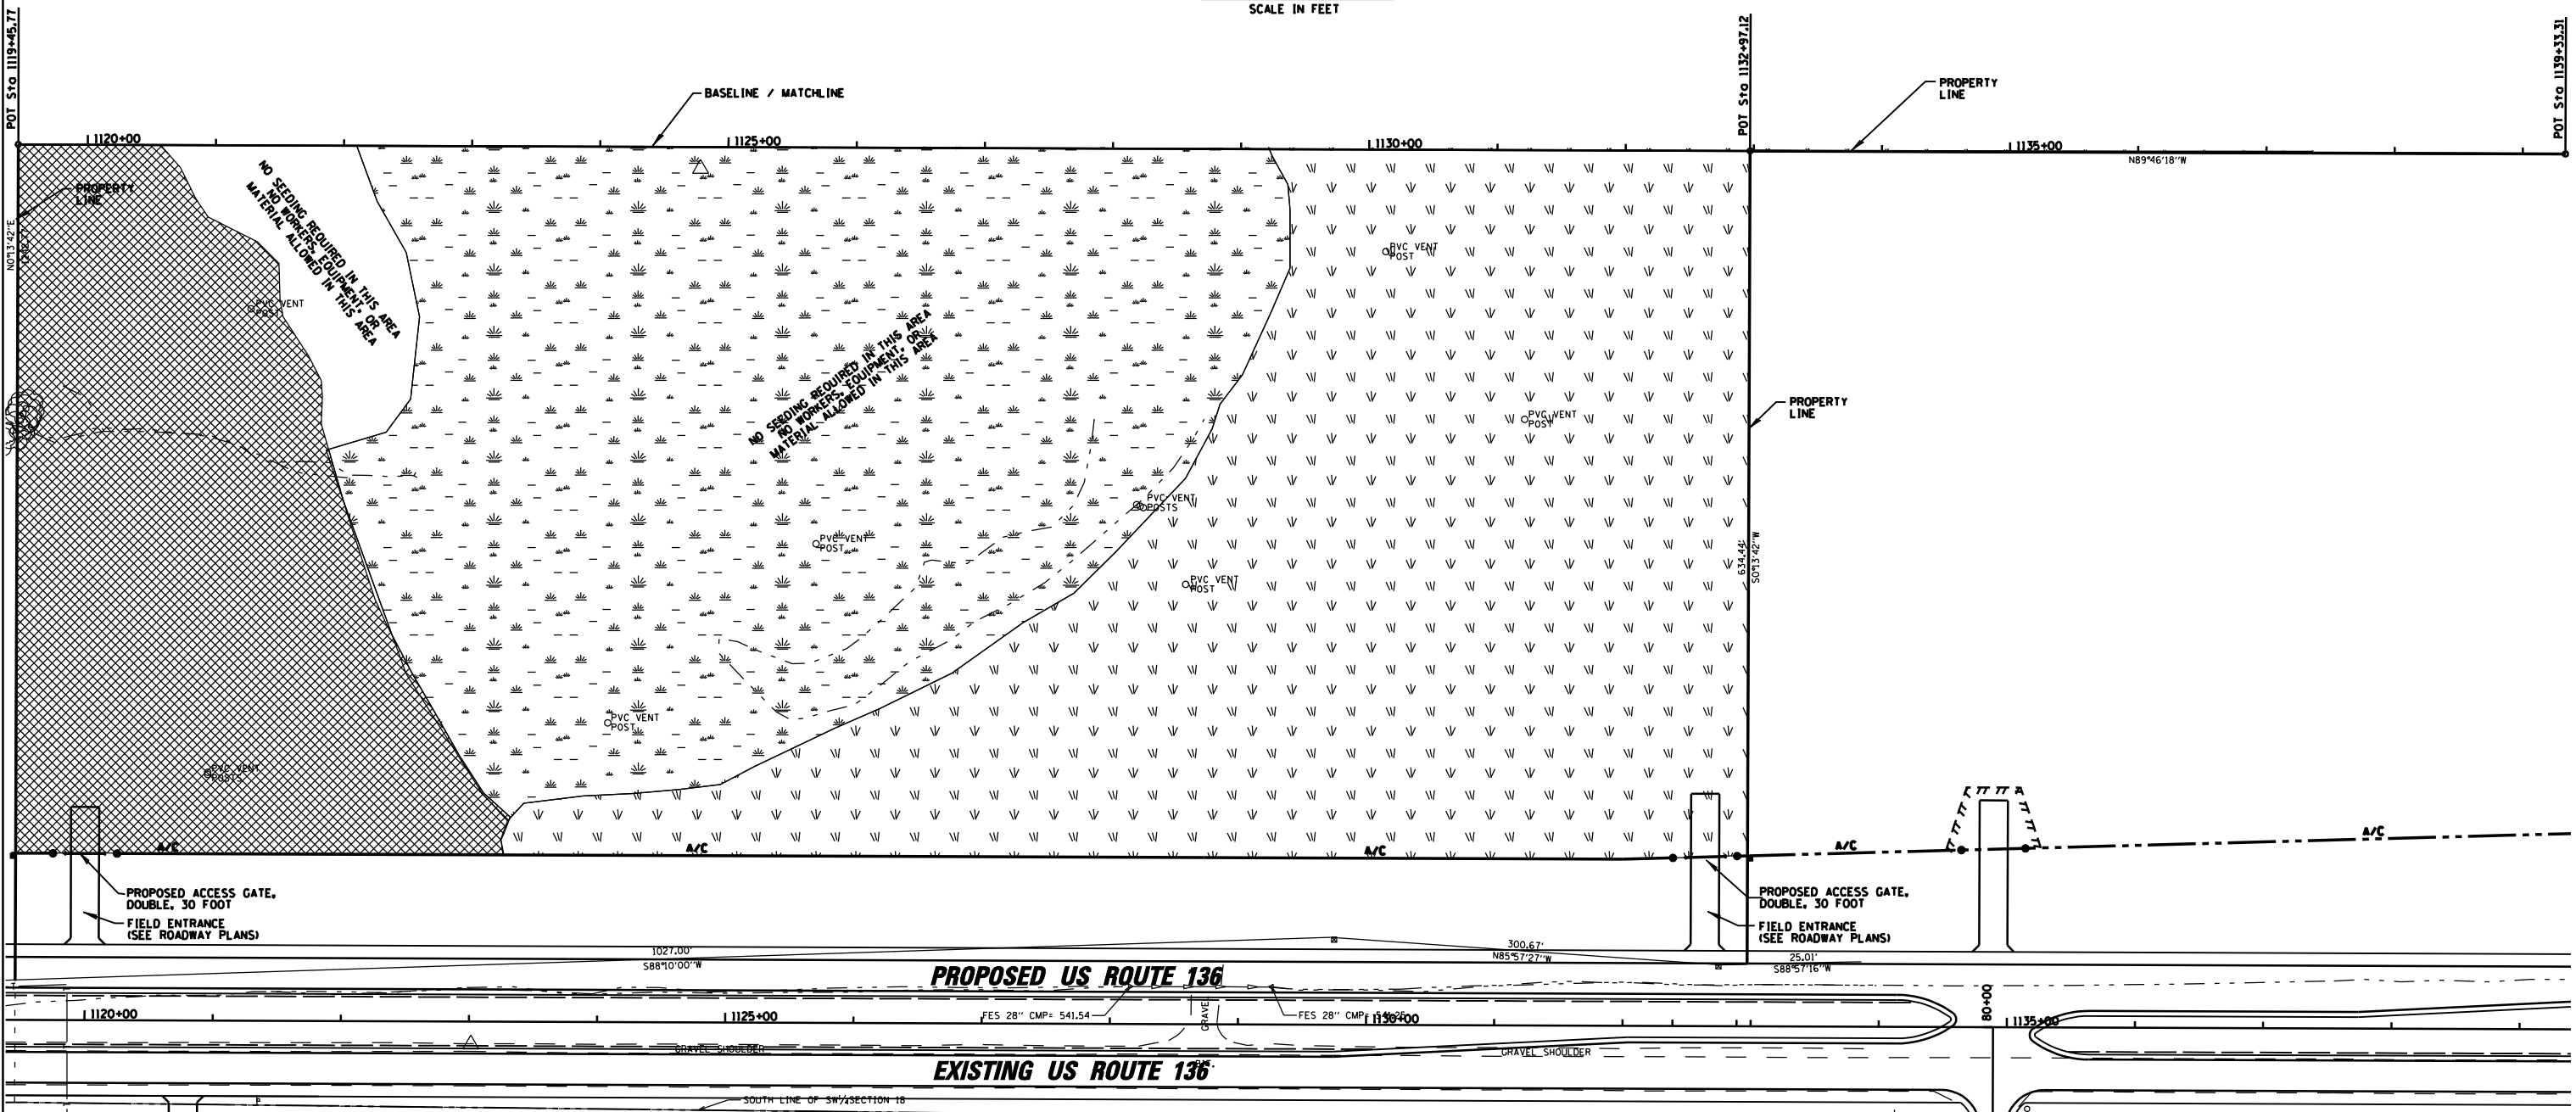 SCALE IN FEET
POT Sta 1119+45.77
POT Sta 1132+97.12
POT Sta 1139+33.31
PROPERTY
LINE
BASELINE / MATCHLINE
1120+00
1125+00
1130+00
1135+00
N89°46'18"W
PROPERTY
LINE
N0°13'42"E
NO SEEDING REQUIRED IN THIS AREA
NO WORKERS, EQUIPMENT, OR
MATERIAL ALLOWED IN THIS AREA
PVC VENT
POST
PVC VENT
POST
NO SEEDING REQUIRED IN THIS AREA
NO WORKERS, EQUIPMENT, OR
MATERIAL ALLOWED IN THIS AREA
PROPERTY
LINE
PVC VENT
POST
PVC VENT
POSTS
PVC VENT
POST
634.44'
S0°13'42"W
PVC VENT
POST
PVC VENT
POST
PVC VENT
POSTS
A/C
A/C
A/C
A/C
A/C
PROPOSED ACCESS GATE,
DOUBLE, 30 FOOT
FIELD ENTRANCE
(SEE ROADWAY PLANS)
PROPOSED ACCESS GATE,
DOUBLE, 30 FOOT
FIELD ENTRANCE
(SEE ROADWAY PLANS)
1027.00'
S88°10'00"W
300.67'
N85°57'27"W
25.01'
S88°57'16"W
PROPOSED US ROUTE 136
80+00
1120+00
1125+00
FES 28" CMP= 541.54
GRAVEL
FES 28" CMP=
1130+00
1135+00
GRAVEL SHOULDER
GRAVEL SHOULDER
EXISTING US ROUTE 136
SOUTH LINE OF SW¼ SECTION 18